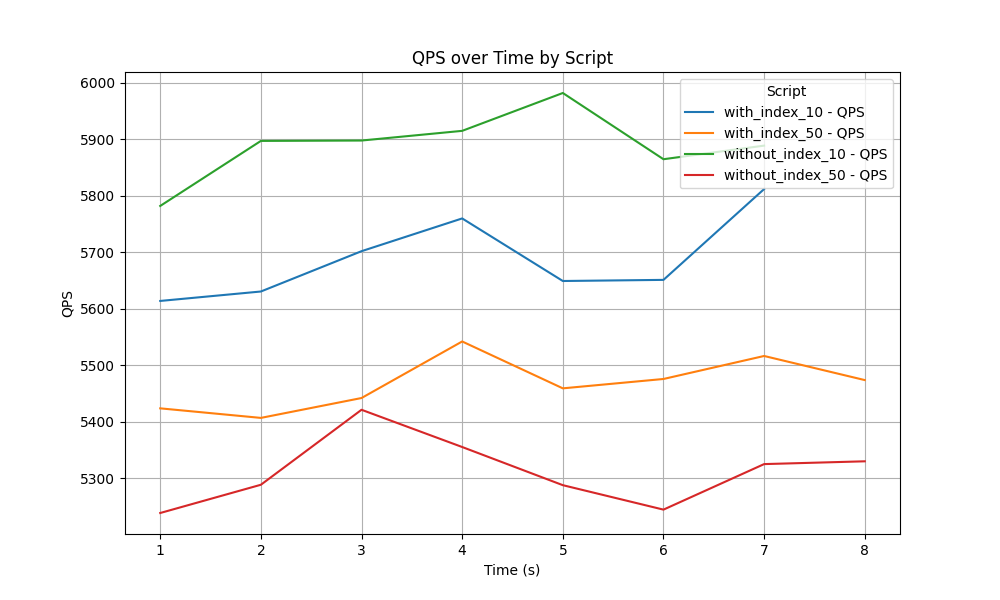 QPS over Time by Script
6000
5900
5800
5700
5600
5500
5400
5300
QPS
Script
with_index_10 - QPS
with_index_50 - QPS
without_index_10 - QPS
without_index_50 - QPS
1 2 3 4 5 6 7 8
Time (s)